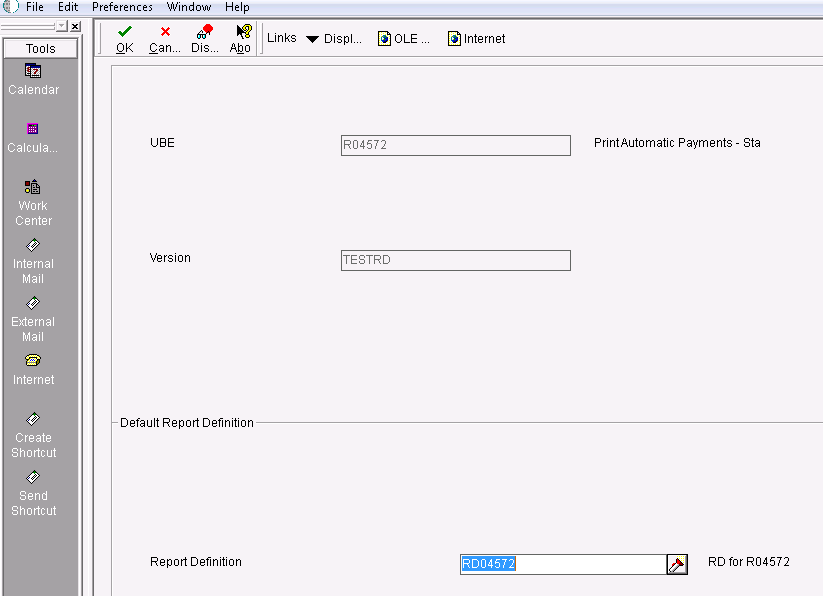 File Edit Preferences Window Help
Tools
OK Can... Dis... Abo Links Displ... OLE ... Internet
Calendar
Calcula...
Work
Center
Internal
Mail
External
Mail
Internet
Create
Shortcut
Send
Shortcut
UBE R04572 Print Automatic Payments - Sta
Version TESTRD
Default Report Definition
Report Definition RD04572 RD for R04572